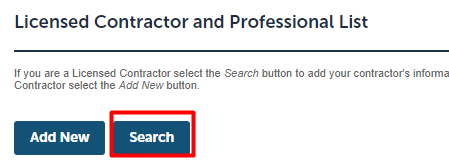 Licensed Contractor and Professional List
If you are a Licensed Contractor select the Search button to add your contractor's informa
Contractor select the Add New button.
Add New Search